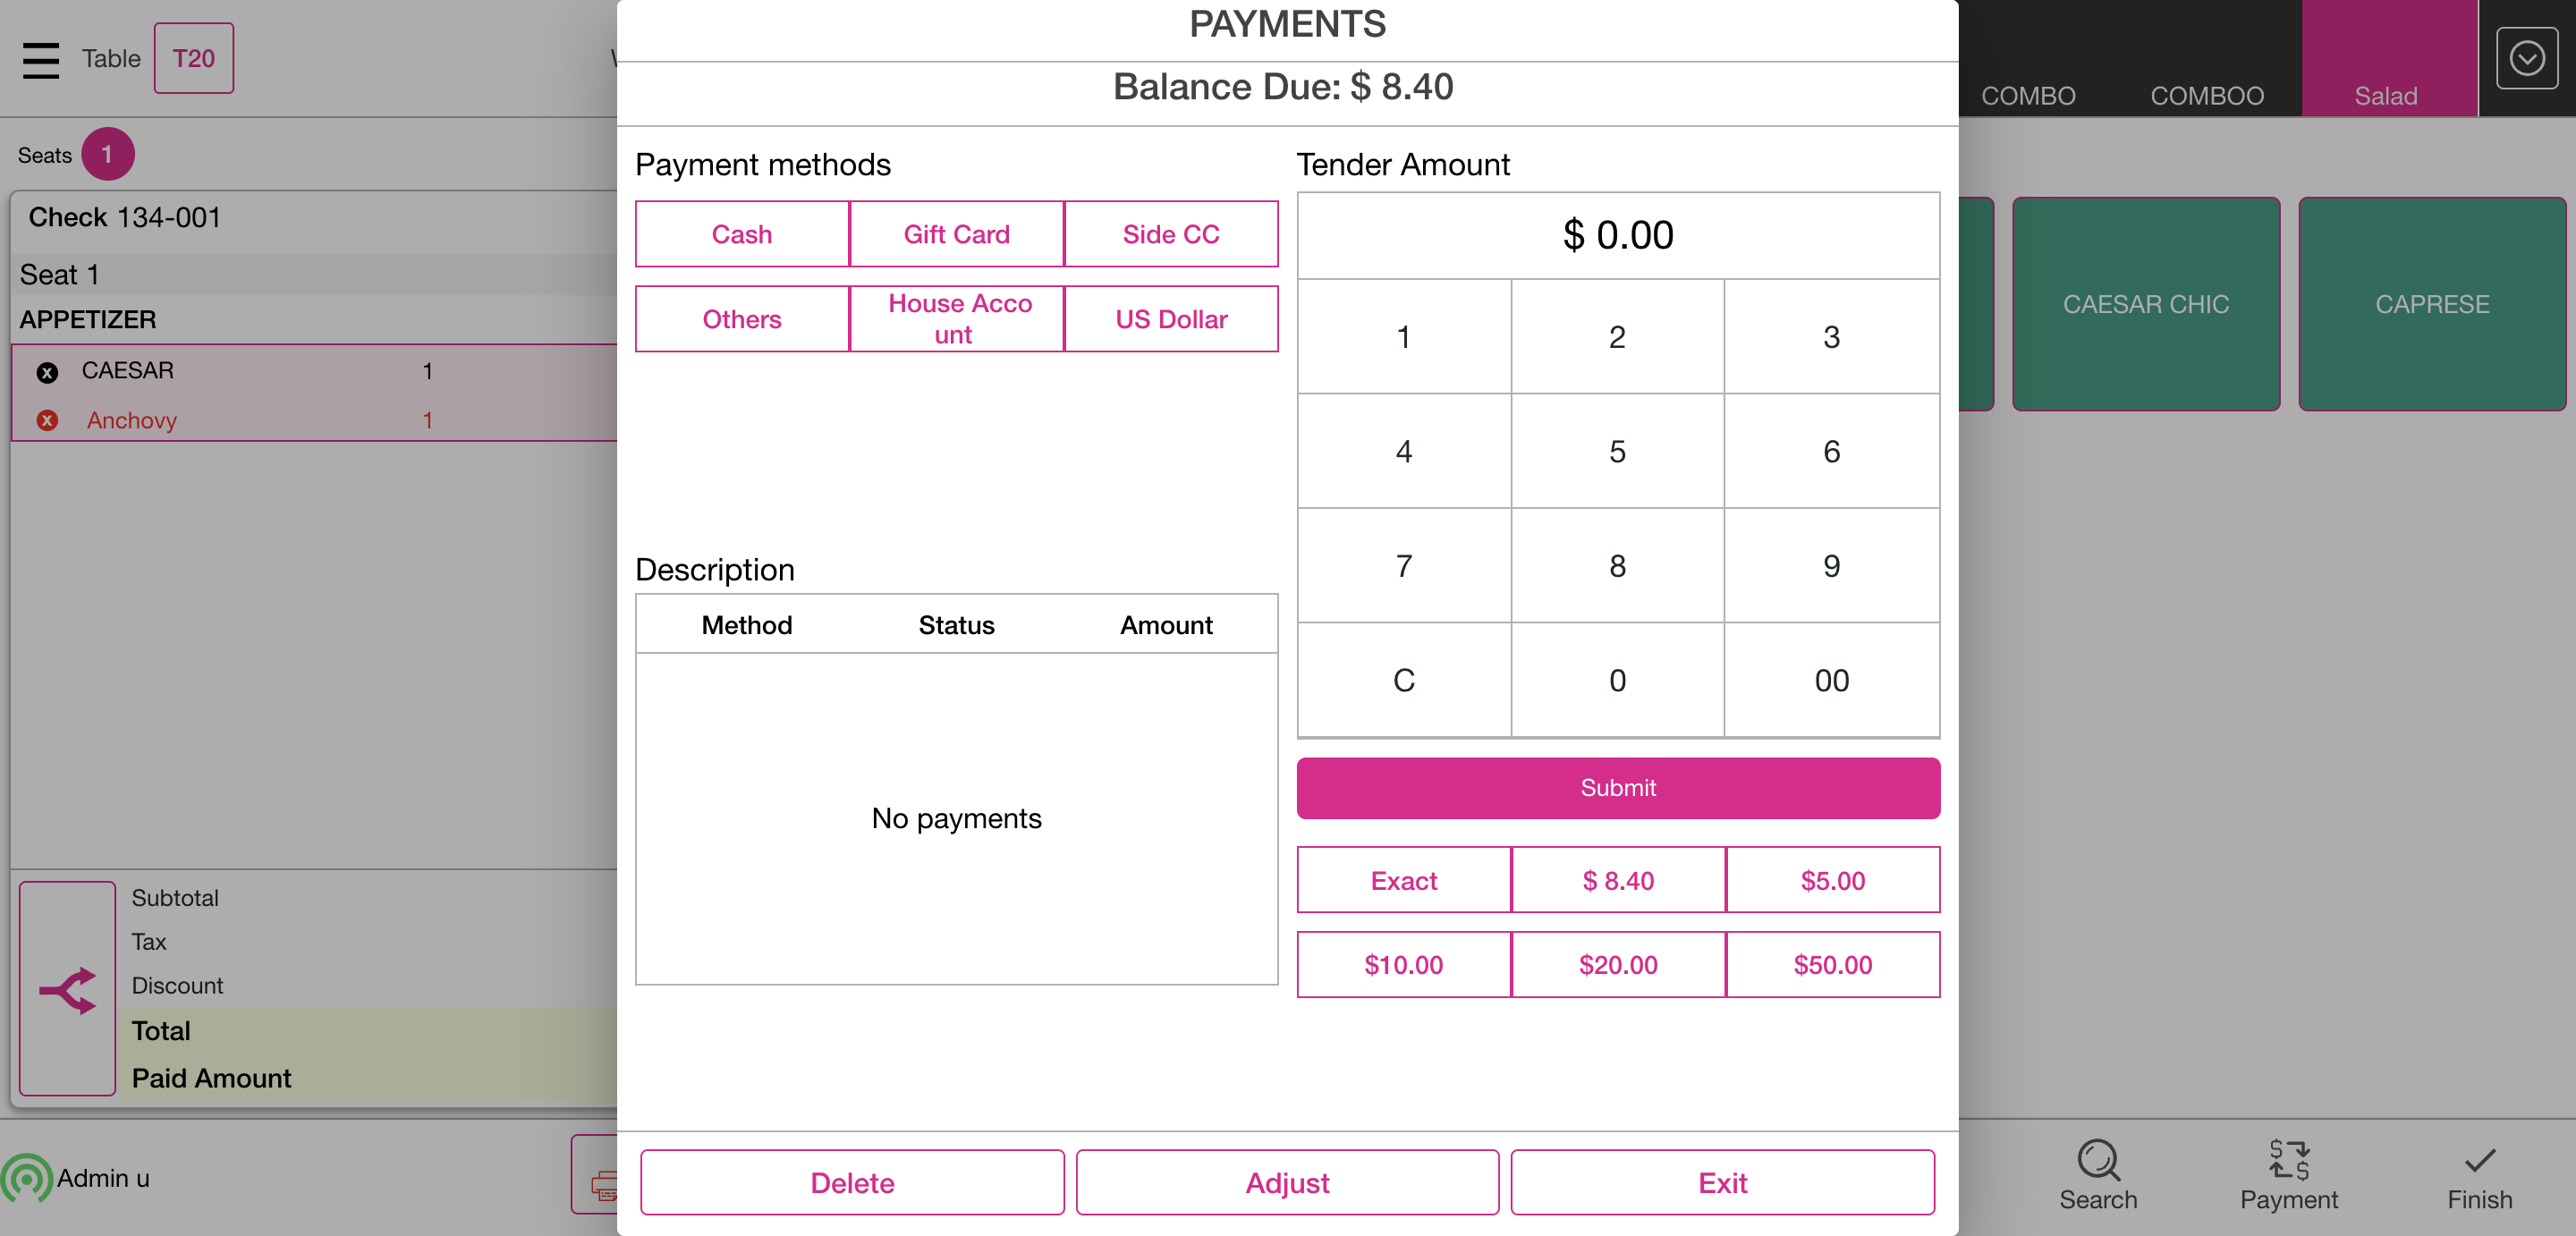 PAYMENTS
Balance Due: $ 8.40
Table T20
COMBO COMBOO Salad
Seats 1
Check 134-001
Seat 1
APPETIZER
CAESAR 1
Anchovy 1
Subtotal
Tax
Discount
Total
Paid Amount
Admin u
Payment methods
Cash Gift Card Side CC
Others House Acco
unt US Dollar
Description
Method Status Amount
No payments
Tender Amount
$ 0.00
1 2 3
4 5 6
7 8 9
C 0 00
Submit
Exact $ 8.40 $5.00
$10.00 $20.00 $50.00
Delete Adjust Exit
CAESAR CHIC CAPRESE
Search Payment Finish